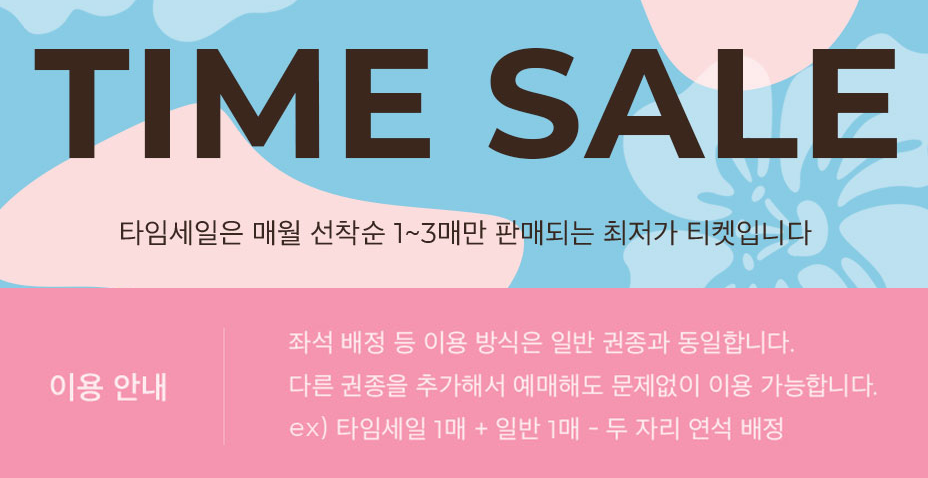 TIME SALE
타임세일은 매월 선착순 1~3매만 판매되는 최저가 티켓입니다
이용 안내
좌석 배정 등 이용 방식은 일반 권종과 동일합니다.
다른 권종을 추가해서 예매해도 문제없이 이용 가능합니다.
ex) 타임세일 1매 + 일반 1매 - 두 자리 연석 배정